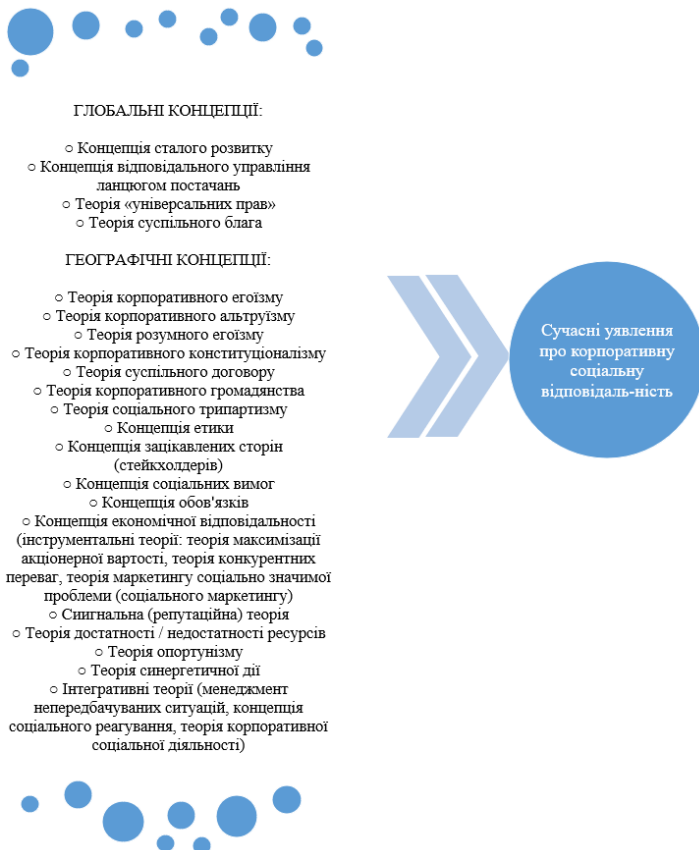 ГЛОБАЛЬНІ КОНЦЕПЦІЇ:
○ Концепція сталого розвитку
○ Концепція відповідального управління
ланцюгом постачань
○ Теорія «універсальних прав»
○ Теорія суспільного блага
ГЕОГРАФІЧНІ КОНЦЕПЦІЇ:
○ Теорія корпоративного егоїзму
○ Теорія корпоративного альтруїзму
○ Теорія розумного егоїзму
○ Теорія корпоративного конституціоналізму
○ Теорія суспільного договору
○ Теорія корпоративного громадянства
○ Теорія соціального трипартизму
○ Концепція етики
○ Концепція зацікавлених сторін
(стейкхолдерів)
○ Концепція соціальних вимог
○ Концепція обов'язків
○ Концепція економічної відповідальності
(інструментальні теорії: теорія максимізації
акціонерної вартості, теорія конкурентних
переваг, теорія маркетингу соціально значимої
проблеми (соціального маркетингу)
○ Сиигнальна (репутаційна) теорія
○ Теорія достатності / недостатності ресурсів
○ Теорія опортунізму
○ Теорія синергетичної дії
○ Інтегративні теорії (менеджмент
непередбачуваних ситуацій, концепція
соціального реагування, теорія корпоративної
соціальної діяльності)
Сучасні уявлення
про корпоративну
соціальну
відповідаль-ність